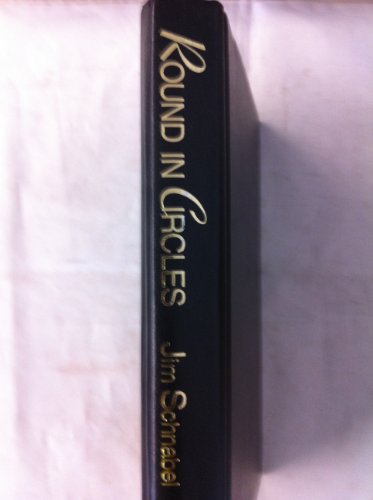 ROUND IN CIRCLES Jim Schnabel